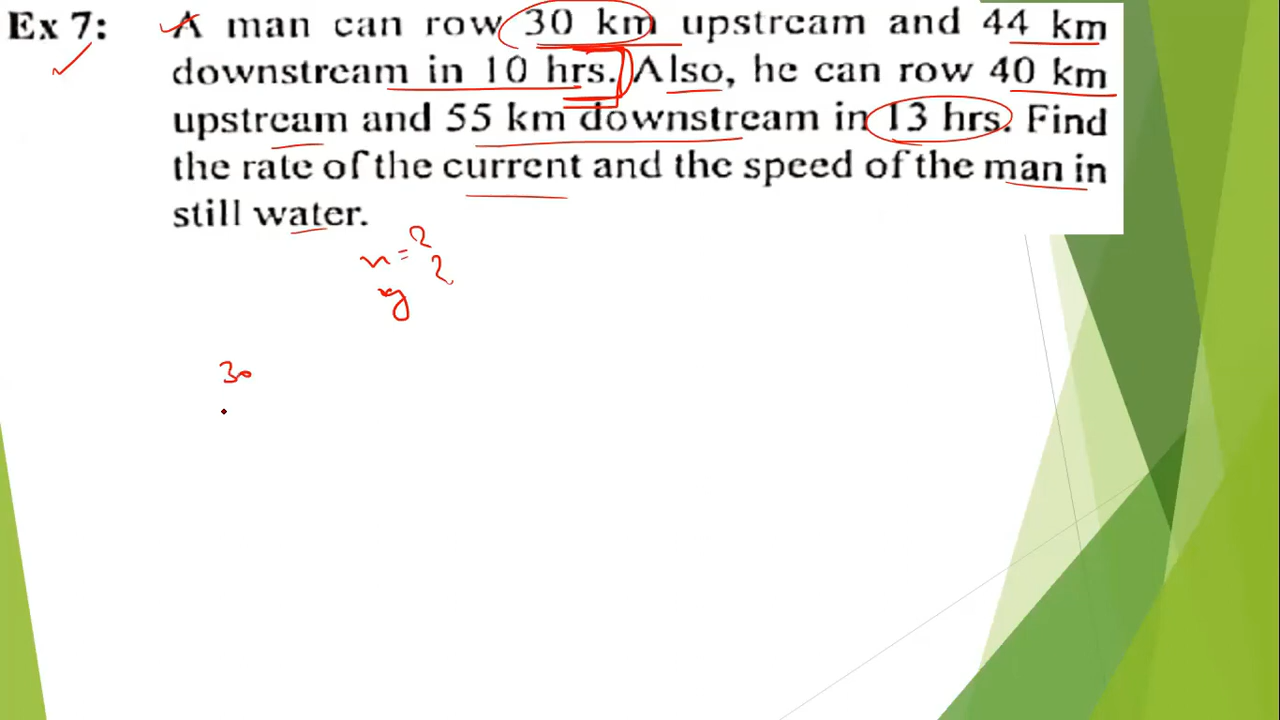 Ex 7: A man can row 30 km upstream and 44 km
downstream in 10 hrs. Also, he can row 40 km
upstream and 55 km downstream in 13 hrs. Find
the rate of the current and the speed of the man in
still water.
x = ?
y ?
30